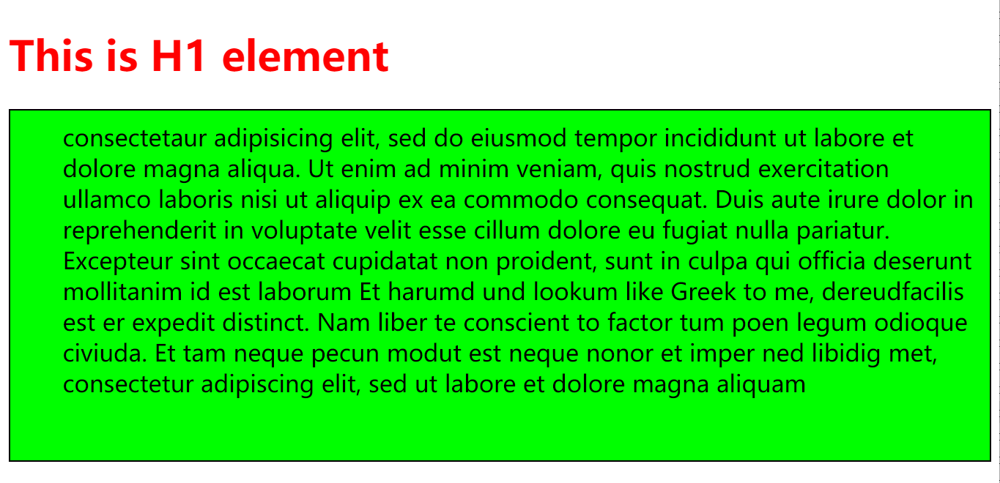 This is H1 element
consectetaur adipisicing elit, sed do eiusmod tempor incididunt ut labore et
dolore magna aliqua. Ut enim ad minim veniam, quis nostrud exercitation
ullamco laboris nisi ut aliquip ex ea commodo consequat. Duis aute irure dolor in
reprehenderit in voluptate velit esse cillum dolore eu fugiat nulla pariatur.
Excepteur sint occaecat cupidatat non proident, sunt in culpa qui officia deserunt
mollitanim id est laborum Et harumd und lookum like Greek to me, dereudfacilis
est er expedit distinct. Nam liber te conscient to factor tum poen legum odioque
civiuda. Et tam neque pecun modut est neque nonor et imper ned libidig met,
consectetur adipiscing elit, sed ut labore et dolore magna aliquam